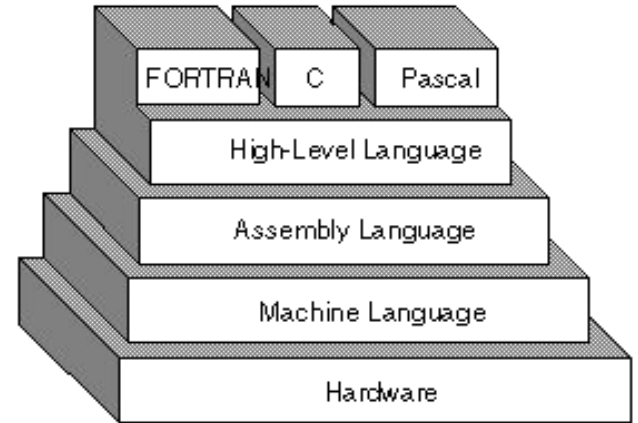 FORTRAN C Pascal
High-Level Language
Assembly Language
Machine Language
Hardware